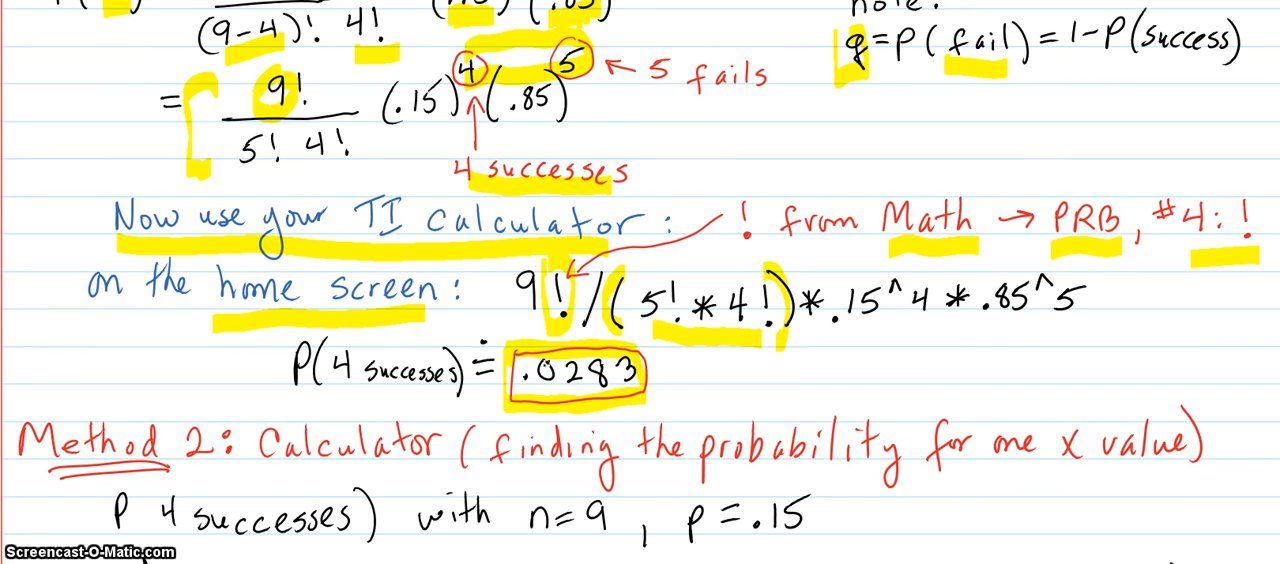 note:
(9-4)! 4! (.15) (.85)
q=P(fail)=1-P(success)
= 9! / 5! 4! (.15)^4 (.85)^5 ← 5 fails
4 successes
Now use your TI calculator: ! from Math → PRB, #4: !
on the home screen: 9! /(5! * 4!) * .15^4 * .85^5
P(4 successes) ≐ .0283
Method 2: Calculator (finding the probability for one x value)
P 4 successes) with n=9, p=.15
Screencast-O-Matic.com